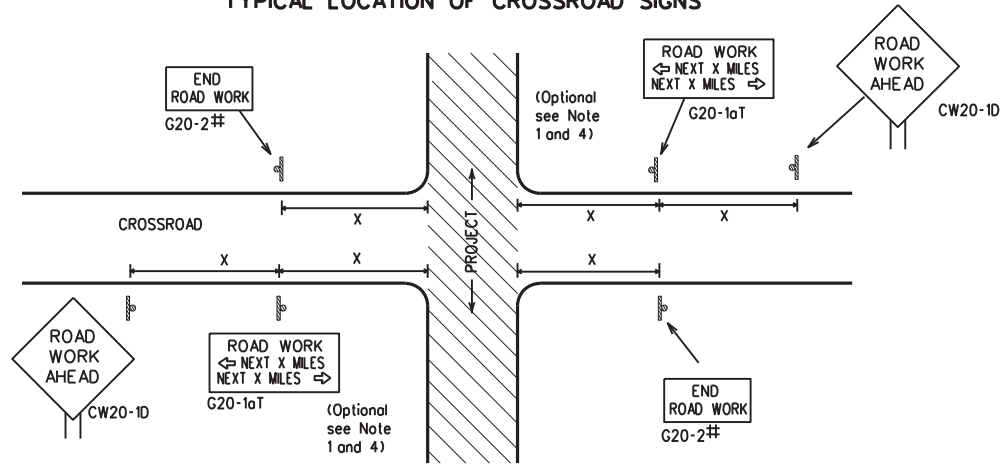 TYPICAL LOCATION OF CROSSROAD SIGNS
END
ROAD WORK
G20-2#
(Optional
see Note
1 and 4)
ROAD WORK
⇦ NEXT X MILES
NEXT X MILES ⇨
G20-1aT
ROAD
WORK
AHEAD
CW20-1D
X
X
X
CROSSROAD
PROJECT
X
X
X
ROAD
WORK
AHEAD
CW20-1D
ROAD WORK
⇦ NEXT X MILES
NEXT X MILES ⇨
G20-1aT
(Optional
see Note
1 and 4)
END
ROAD WORK
G20-2#